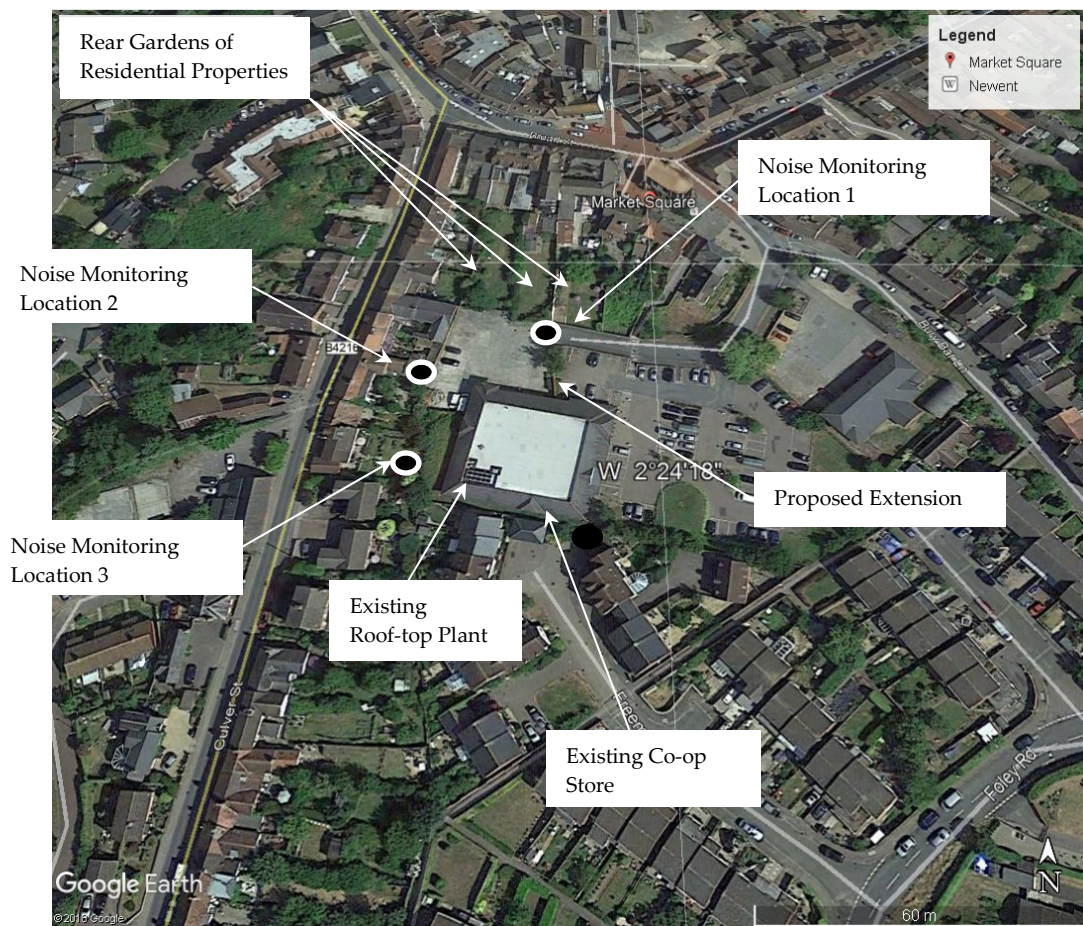 Rear Gardens of
Residential Properties
Legend
Market Square
Newent
Noise Monitoring
Location 1
Market Square
Noise Monitoring
Location 2
B4216
W 2°24'18"
Proposed Extension
Noise Monitoring
Location 3
Existing
Roof-top Plant
Culver St
Existing Co-op
Store
Foley Rd
Google Earth
©2018 Google
N
60 m